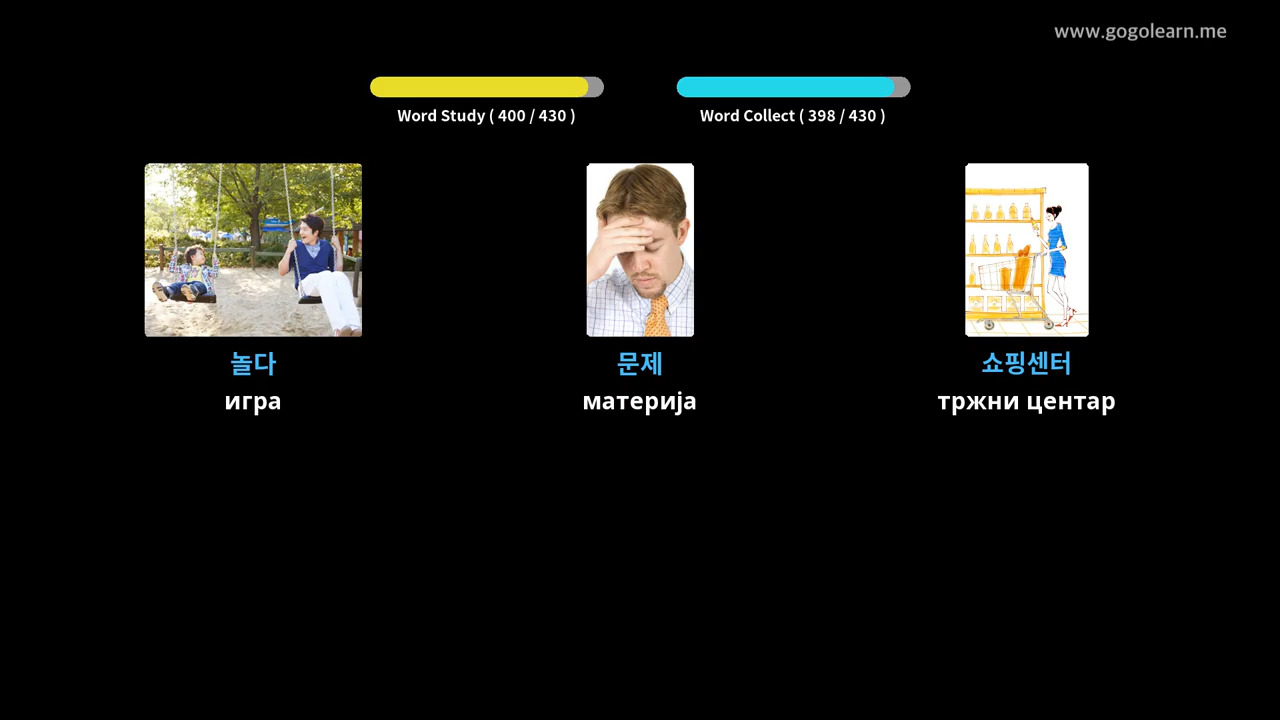 www.gogolearn.me
Word Study ( 400 / 430 )
Word Collect ( 398 / 430 )
놀다
문제
쇼핑센터
игра
материја
тржни центар